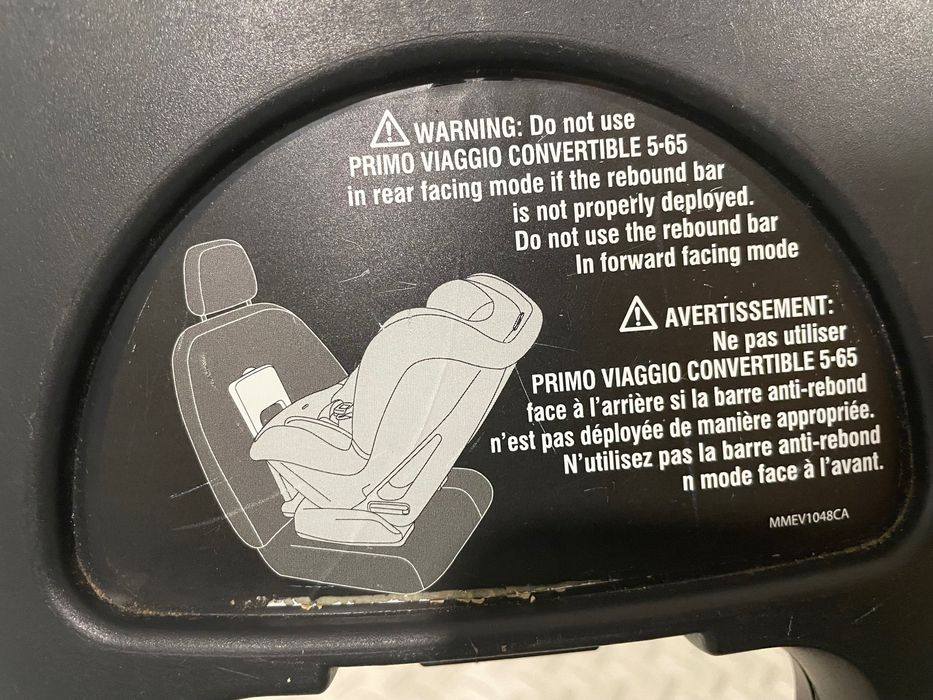 WARNING: Do not use
PRIMO VIAGGIO CONVERTIBLE 5-65
in rear facing mode if the rebound bar
is not properly deployed.
Do not use the rebound bar
In forward facing mode
AVERTISSEMENT:
Ne pas utiliser
PRIMO VIAGGIO CONVERTIBLE 5-65
face à l'arrière si la barre anti-rebond
n'est pas déployée de manière appropriée.
N'utilisez pas la barre anti-rebond
n mode face à l'avant.
MMEV1048CA